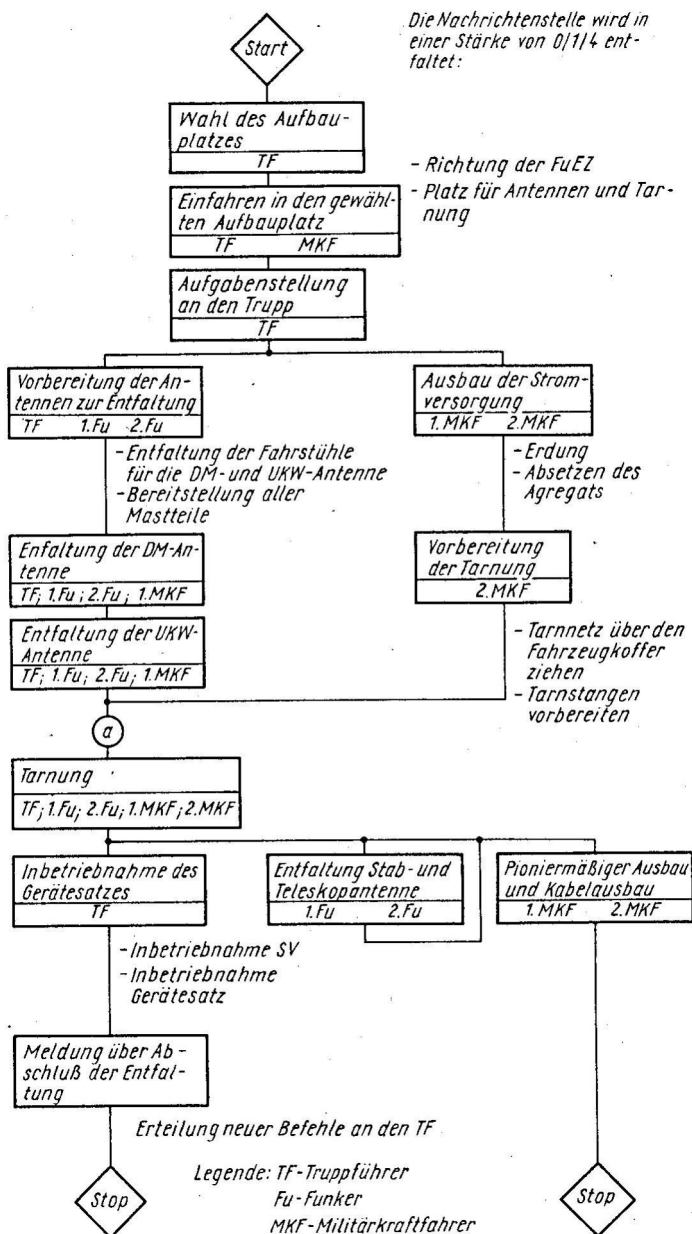 Start
Die Nachrichtenstelle wird in
einer Stärke von 0/1/4 ent-
faltet:
Wahl des Aufbau-
platzes
TF
- Richtung der FuEZ
- Platz für Antennen und Tar-
nung
Einfahren in den gewähl-
ten Aufbauplatz
TF MKF
Aufgabenstellung
an den Trupp
TF
Vorbereitung der An-
tennen zur Entfaltung
TF 1.Fu 2.Fu
- Entfaltung der Fahrstühle
für die DM- und UKW-Antenne
- Bereitstellung aller
Mastteile
Ausbau der Strom-
versorgung
1.MKF 2.MKF
- Erdung
- Absetzen des
Agregats
Enfaltung der DM-An-
tenne
TF; 1.Fu; 2.Fu; 1.MKF
Vorbereitung
der Tarnung
2.MKF
Entfaltung der UKW-
Antenne
TF; 1.Fu; 2.Fu; 1.MKF
- Tarnnetz über den
Fahrzeugkoffer
ziehen
- Tarnstangen
vorbereiten
a
Tarnung
TF; 1.Fu; 2.Fu; 1.MKF; 2.MKF
Inbetriebnahme des
Gerätesatzes
TF
Entfaltung Stab- und
Teleskopantenne
1.Fu 2.Fu
Pioniermäßiger Ausbau
und Kabelausbau
1.MKF 2.MKF
- Inbetriebnahme SV
- Inbetriebnahme
Gerätesatz
Meldung über Ab-
schluß der Entfal-
tung
Erteilung neuer Befehle an den TF
Stop
Legende: TF-Truppführer
Fu-Funker
MKF-Militärkraftfahrer
Stop